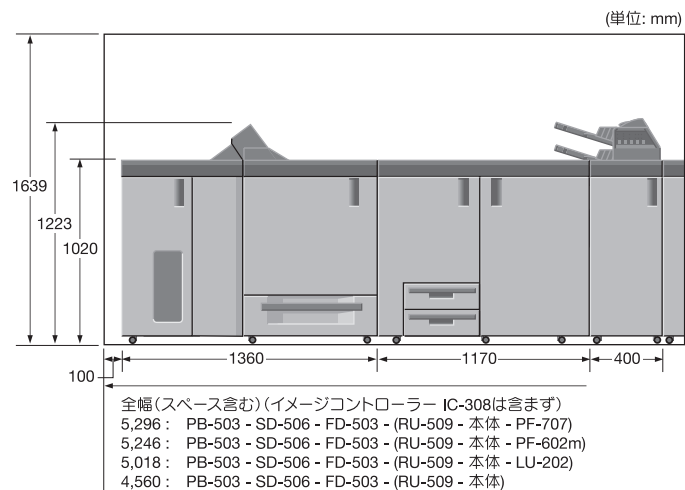 (単位: mm)
1639
1223
1020
1360
1170
400
100
全幅(スペース含む)(イメージコントローラー IC-308は含まず)
5,296 : PB-503 - SD-506 - FD-503 - (RU-509 - 本体 - PF-707)
5,246 : PB-503 - SD-506 - FD-503 - (RU-509 - 本体 - PF-602m)
5,018 : PB-503 - SD-506 - FD-503 - (RU-509 - 本体 - LU-202)
4,560 : PB-503 - SD-506 - FD-503 - (RU-509 - 本体)